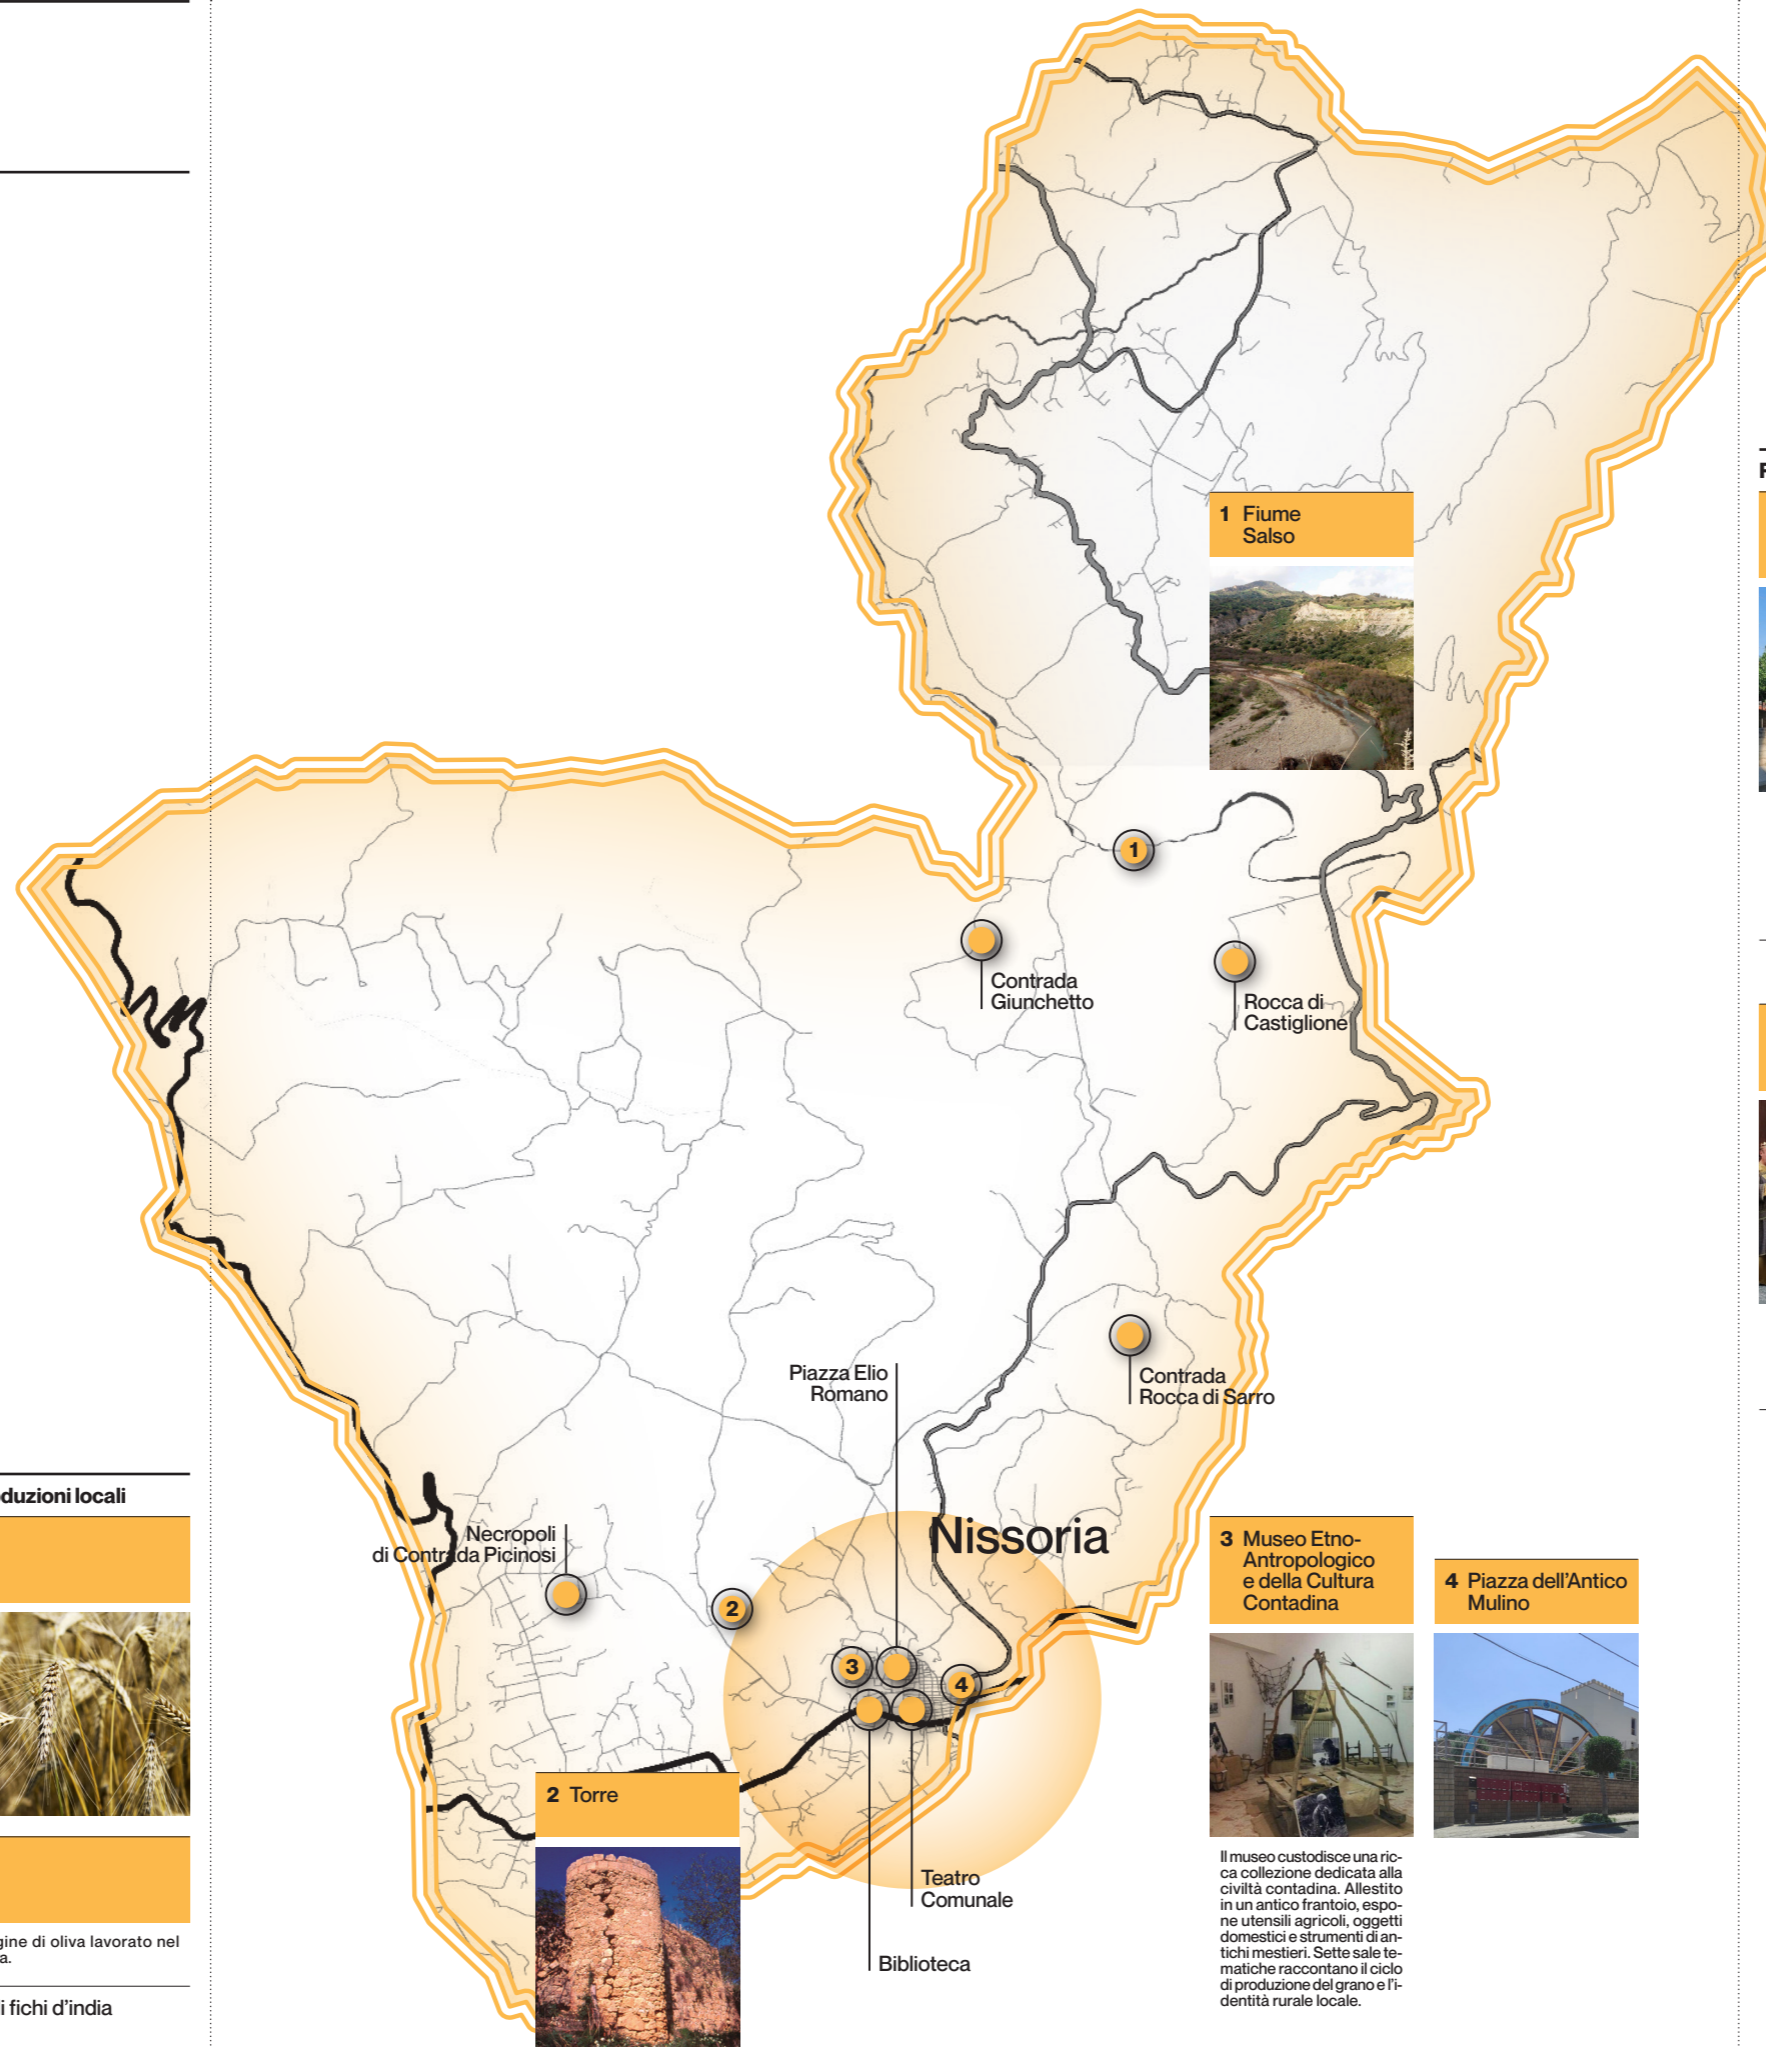 1 Fiume
Salso
1
Contrada
Giunchetto
Rocca di
Castiglione
Piazza Elio
Romano
Contrada
Rocca di Sarro
duzioni locali
Necropoli
di Contrada Picinosi
Nissoria
2
3
4
3 Museo Etno-
Antropologico
e della Cultura
Contadina
4 Piazza dell'Antico
Mulino
2 Torre
Teatro
Comunale
Biblioteca
Il museo custodisce una ric-
ca collezione dedicata alla
civiltà contadina. Allestito
in un antico frantoio, espo-
ne utensili agricoli, oggetti
domestici e strumenti di an-
tichi mestieri. Sette sale te-
matiche raccontano il ciclo
di produzione del grano e l'i-
dentità rurale locale.
gine di oliva lavorato nel
a.
i fichi d'india